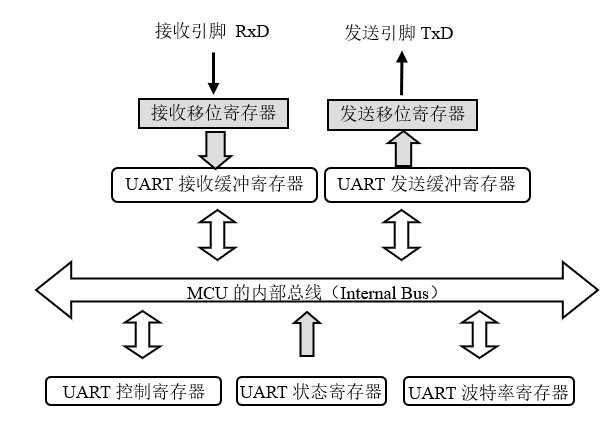 接收引脚 RxD
发送引脚 TxD
接收移位寄存器
发送移位寄存器
UART 接收缓冲寄存器
UART 发送缓冲寄存器
MCU 的内部总线（Internal Bus）
UART 控制寄存器
UART 状态寄存器
UART 波特率寄存器